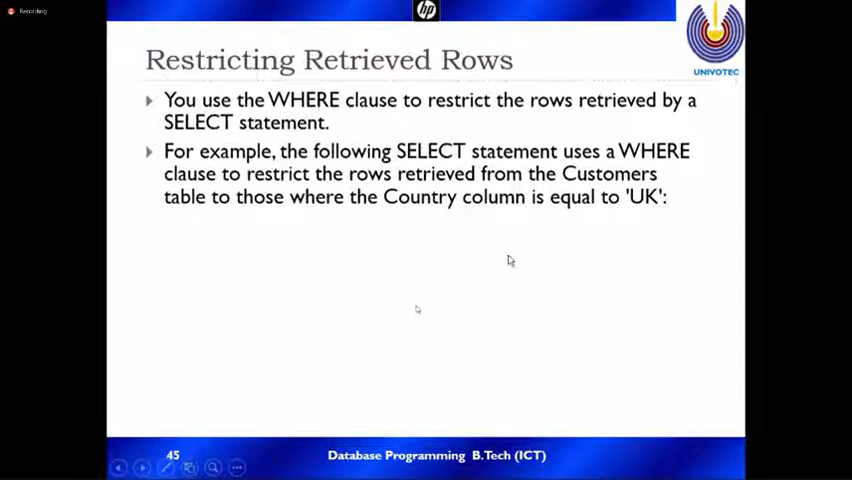 Recording
hp
Restricting Retrieved Rows
UNIVOTEC
You use the WHERE clause to restrict the rows retrieved by a
SELECT statement.
For example, the following SELECT statement uses a WHERE
clause to restrict the rows retrieved from the Customers
table to those where the Country column is equal to 'UK':
45
Database Programming B.Tech (ICT)